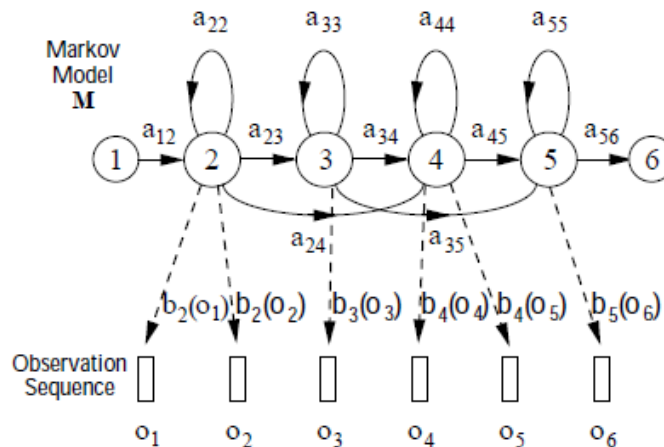 a22 a33 a44 a55
Markov
Model
M
a12 a23 a34 a45 a56
1 2 3 4 5 6
a24 a35
b2(o1) b2(o2) b3(o3) b4(o4) b4(o5) b5(o6)
Observation
Sequence
o1 o2 o3 o4 o5 o6